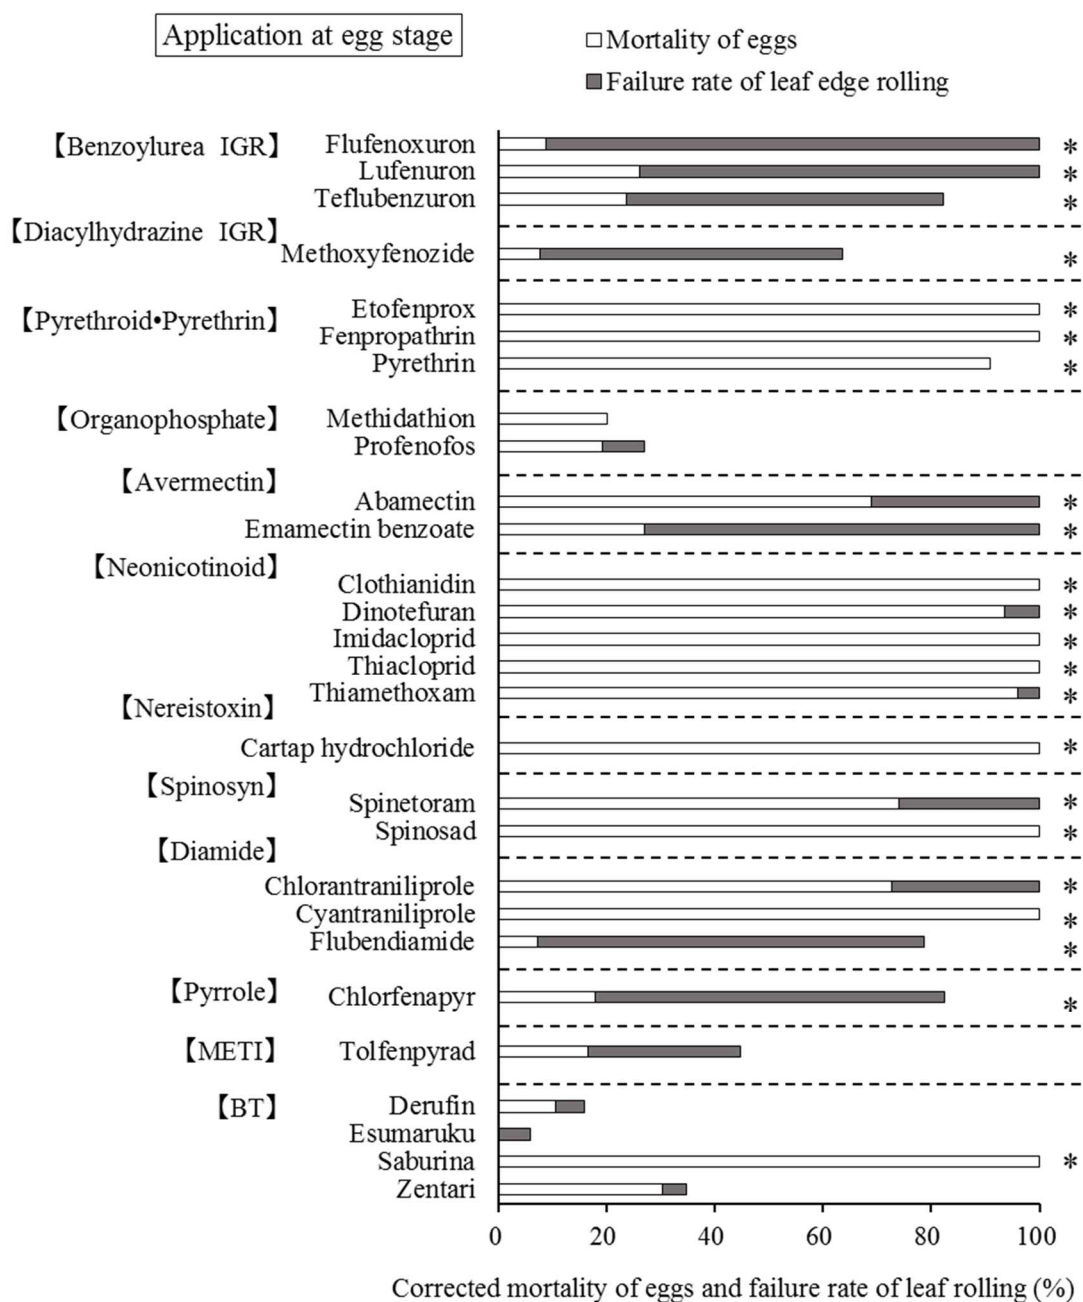 Application at egg stage
□Mortality of eggs
■Failure rate of leaf edge rolling
【Benzoylurea IGR】 Flufenoxuron *
Lufenuron *
Teflubenzuron *
【Diacylhydrazine IGR】
Methoxyfenozide *
【Pyrethroid•Pyrethrin】 Etofenprox *
Fenpropathrin *
Pyrethrin *
【Organophosphate】 Methidathion
Profenofos
【Avermectin】
Abamectin *
Emamectin benzoate *
【Neonicotinoid】
Clothianidin *
Dinotefuran *
Imidacloprid *
Thiacloprid *
Thiamethoxam *
【Nereistoxin】
Cartap hydrochloride *
【Spinosyn】
Spinetoram *
Spinosad *
【Diamide】
Chlorantraniliprole *
Cyantraniliprole *
Flubendiamide *
【Pyrrole】 Chlorfenapyr *
【METI】 Tolfenpyrad
【BT】 Derufin
Esumaruku
Saburina *
Zentari
0 20 40 60 80 100
Corrected mortality of eggs and failure rate of leaf rolling (%)